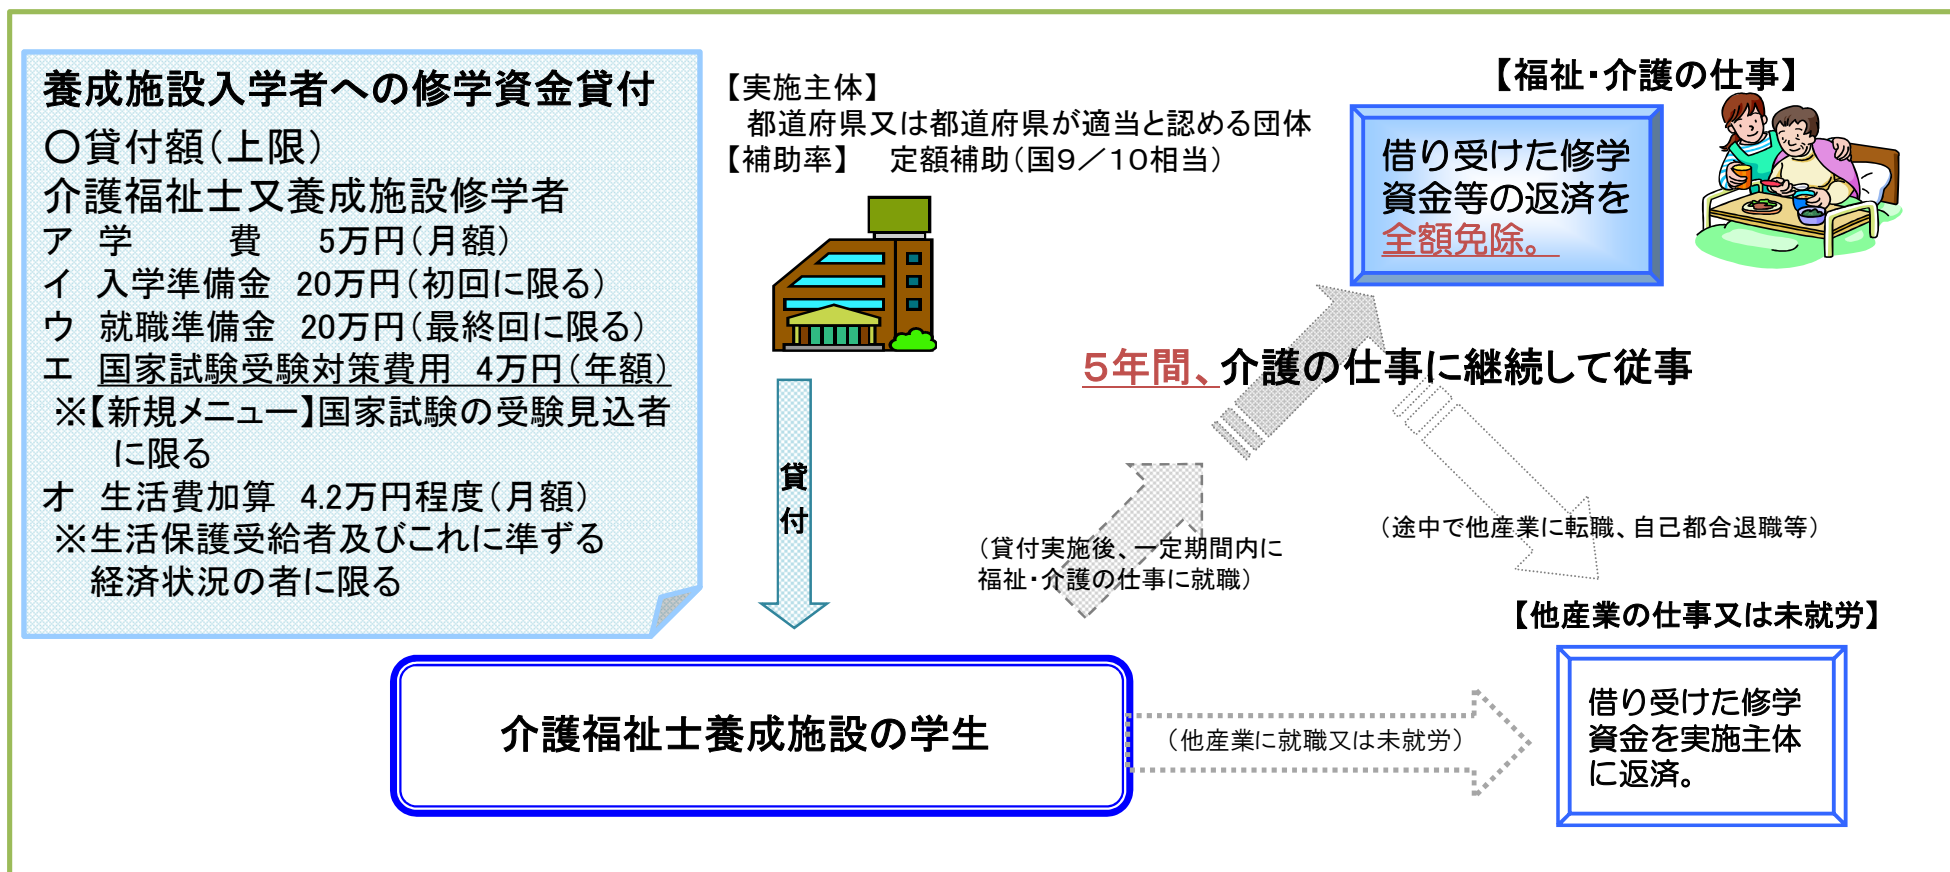 養成施設入学者への修学資金貸付
○貸付額(上限)
介護福祉士又養成施設修学者
ア 学 費 5万円(月額)
イ 入学準備金 20万円(初回に限る)
ウ 就職準備金 20万円(最終回に限る)
エ 国家試験受験対策費用 4万円(年額)
※【新規メニュー】国家試験の受験見込者
に限る
オ 生活費加算 4.2万円程度(月額)
※生活保護受給者及びこれに準ずる
経済状況の者に限る
【実施主体】
都道府県又は都道府県が適当と認める団体
【補助率】 定額補助(国9/10相当)
貸
付
【福祉・介護の仕事】
借り受けた修学
資金等の返済を
全額免除。
5年間、介護の仕事に継続して従事
(貸付実施後、一定期間内に
福祉・介護の仕事に就職)
(途中で他産業に転職、自己都合退職等)
【他産業の仕事又は未就労】
借り受けた修学
資金を実施主体
に返済。
介護福祉士養成施設の学生
(他産業に就職又は未就労)